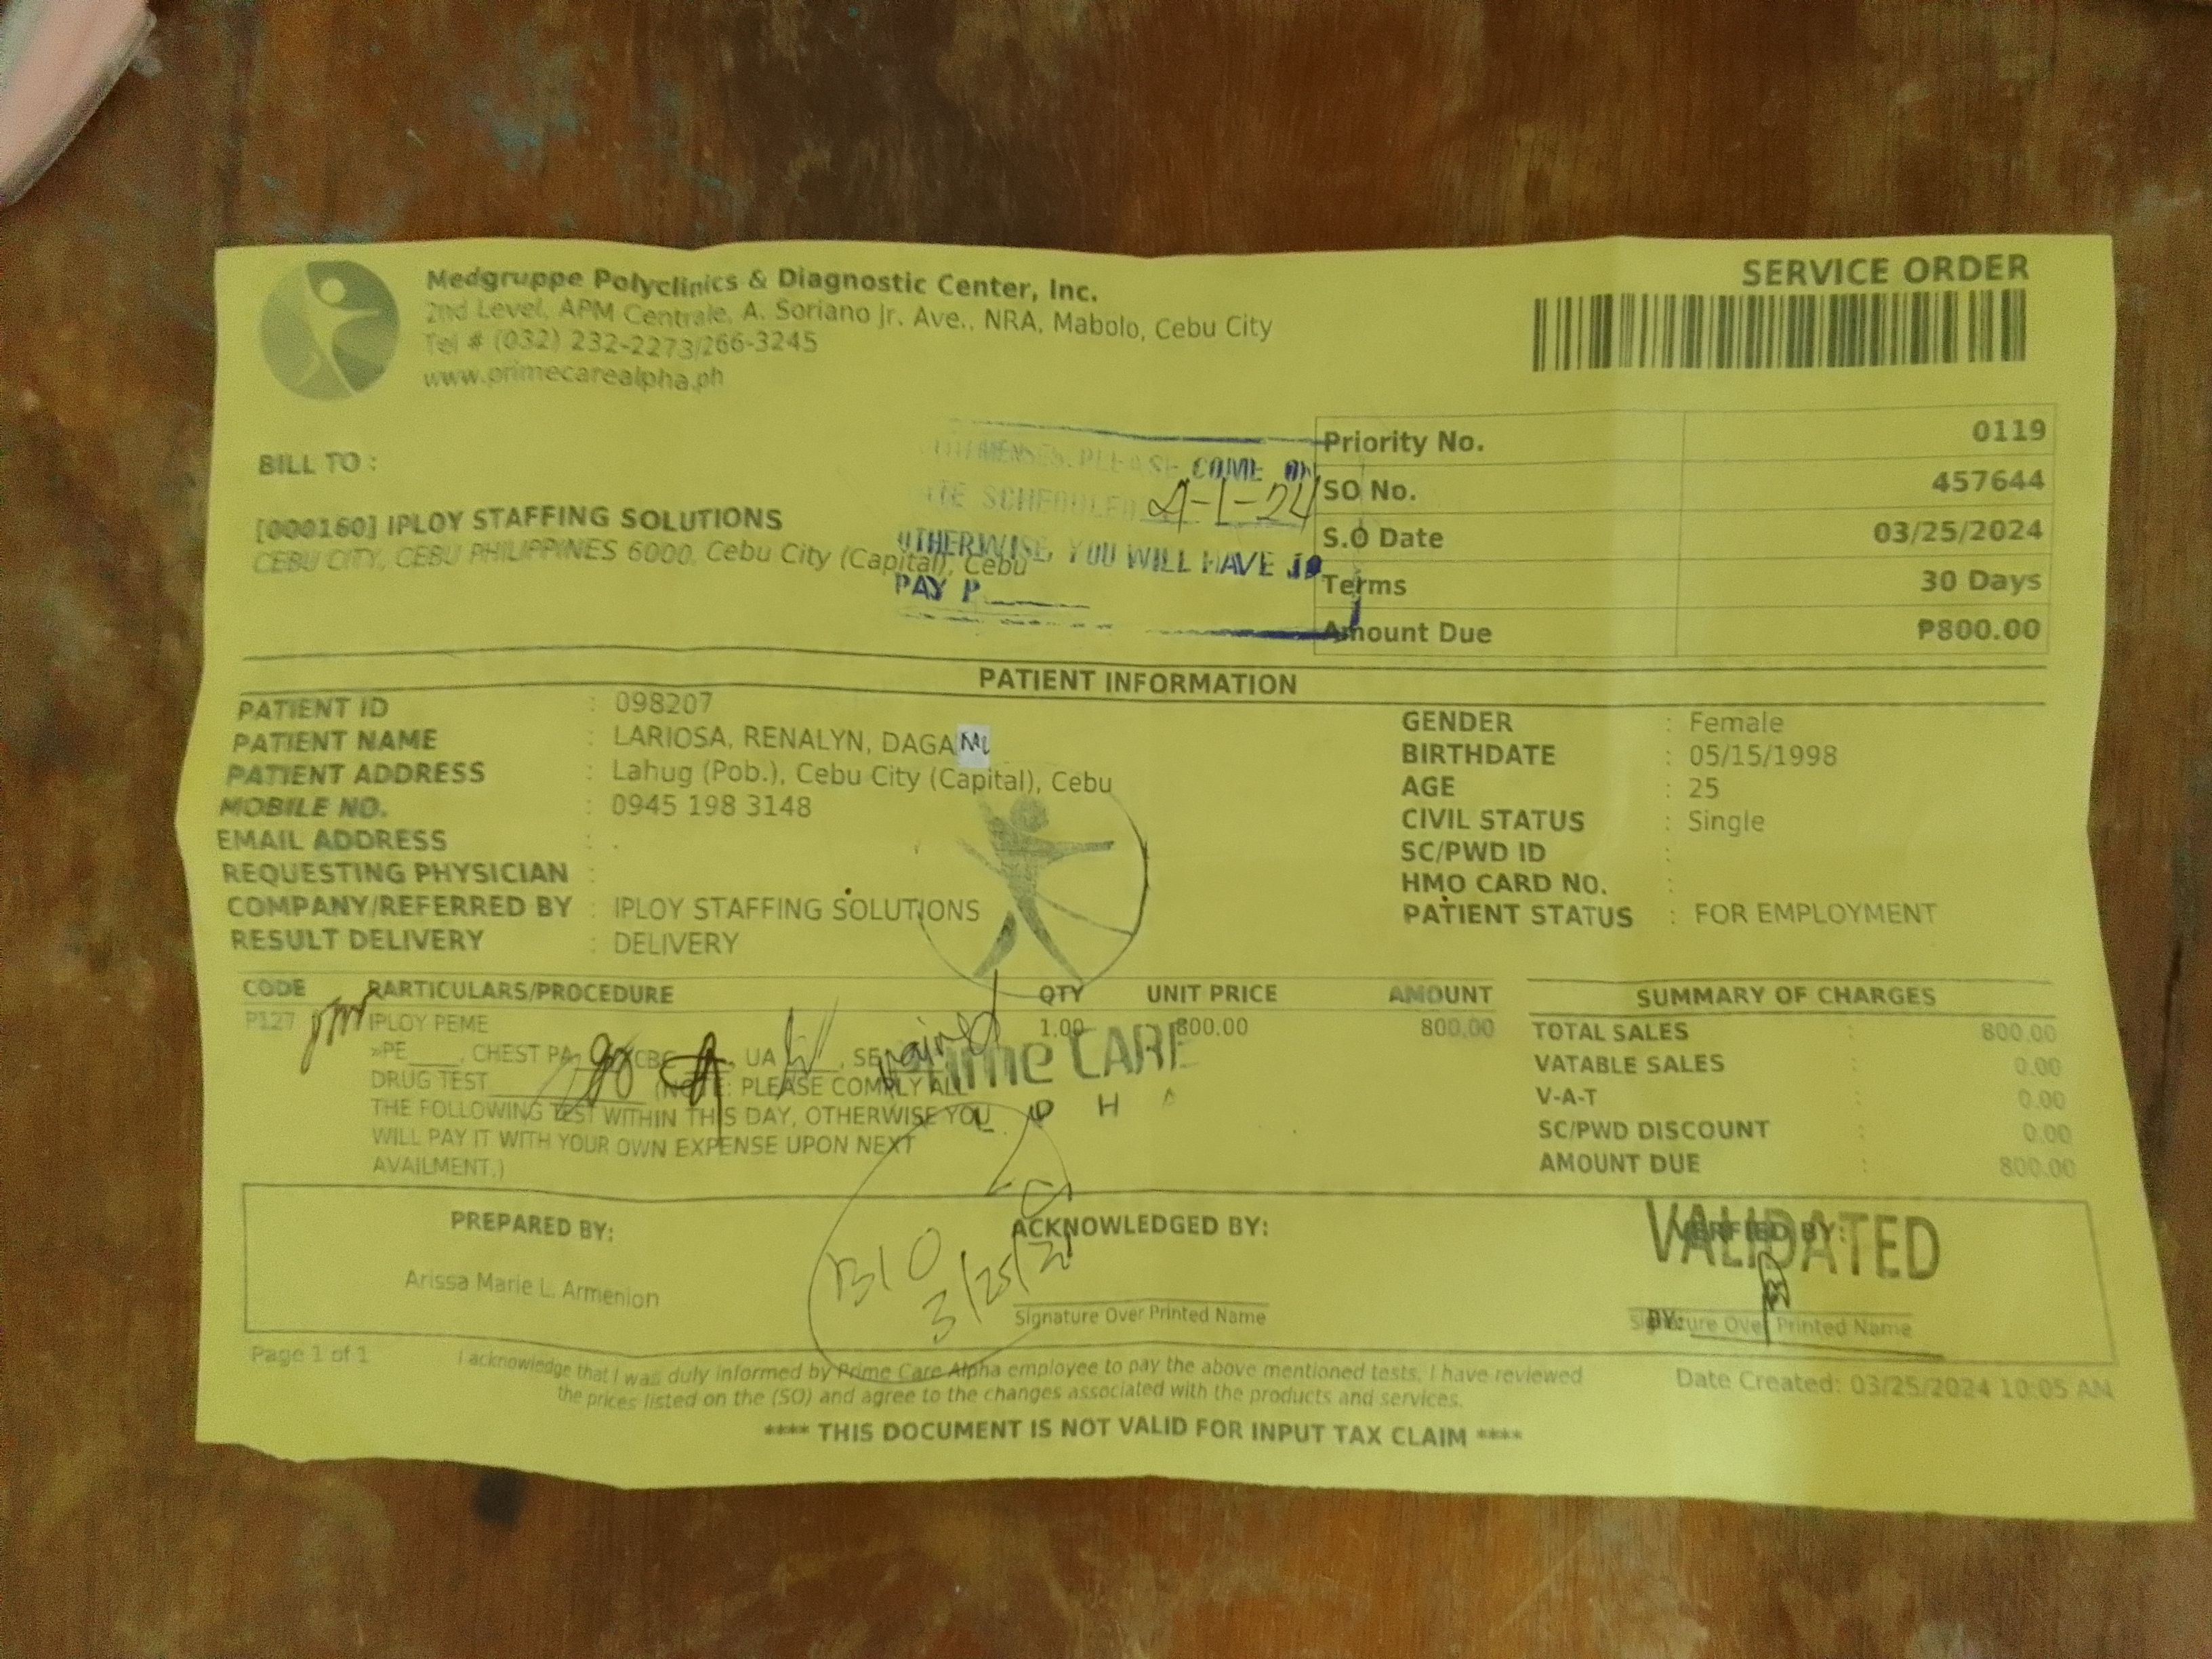 Medgruppe Polyclinics & Diagnostic Center, Inc.
2nd Level, APM Centrale, A. Soriano Jr. Ave., NRA, Mabolo, Cebu City
Tel # (032) 232-2273/266-3245
www.primecarealpha.ph
SERVICE ORDER
BILL TO :
[000160] IPLOY STAFFING SOLUTIONS
CEBU CITY, CEBU PHILIPPINES 6000, Cebu City (Capital), Cebu
PLEASE COME ON
SCHEDULED 4-1-24
OTHERWISE, YOU WILL HAVE TO
PAY P
Priority No. 0119
SO No. 457644
S.O Date 03/25/2024
Terms 30 Days
Amount Due ₱800.00
PATIENT INFORMATION
PATIENT ID : 098207
PATIENT NAME : LARIOSA, RENALYN, DAGA
PATIENT ADDRESS : Lahug (Pob.), Cebu City (Capital), Cebu
MOBILE NO. : 0945 198 3148
EMAIL ADDRESS : .
REQUESTING PHYSICIAN :
COMPANY/REFERRED BY : IPLOY STAFFING SOLUTIONS
RESULT DELIVERY : DELIVERY
GENDER : Female
BIRTHDATE : 05/15/1998
AGE : 25
CIVIL STATUS : Single
SC/PWD ID :
HMO CARD NO. :
PATIENT STATUS : FOR EMPLOYMENT
CODE PARTICULARS/PROCEDURE QTY UNIT PRICE AMOUNT
P127 IPLOY PEME 1.00 800.00 800.00
»PE____, CHEST PA CBC , UA , SE
DRUG TEST (NOTE: PLEASE COMPLY ALL
THE FOLLOWING TEST WITHIN THIS DAY, OTHERWISE YOU
WILL PAY IT WITH YOUR OWN EXPENSE UPON NEXT
AVAILMENT.)
Prime CARE
SUMMARY OF CHARGES
TOTAL SALES : 800.00
VATABLE SALES : 0.00
V-A-T : 0.00
SC/PWD DISCOUNT : 0.00
AMOUNT DUE : 800.00
PREPARED BY:
Arissa Marie L. Armenion
BIO
ACKNOWLEDGED BY:
Signature Over Printed Name
VALIDATED
VERIFIED BY:
BY:
Signature Over Printed Name
Page 1 of 1
I acknowledge that I was duly informed by Prime Care Alpha employee to pay the above mentioned tests. I have reviewed
the prices listed on the (SO) and agree to the changes associated with the products and services.
Date Created: 03/25/2024 10:05 AM
**** THIS DOCUMENT IS NOT VALID FOR INPUT TAX CLAIM ****